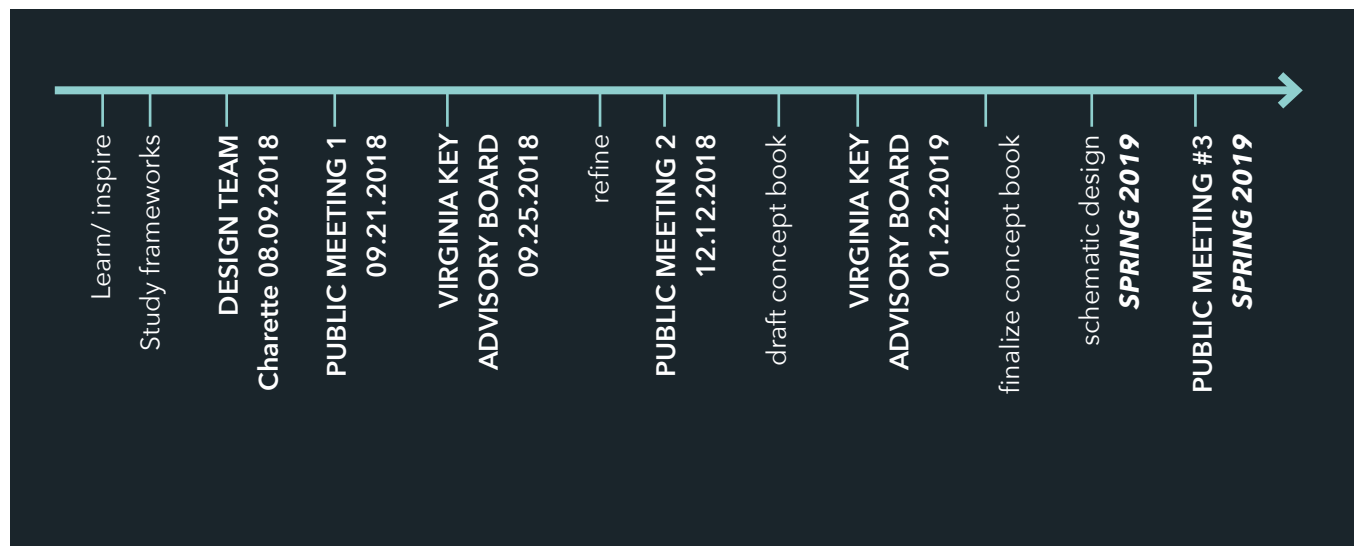 Learn/ inspire
Study frameworks
DESIGN TEAM
Charette 08.09.2018
PUBLIC MEETING 1
09.21.2018
VIRGINIA KEY
ADVISORY BOARD
09.25.2018
refine
PUBLIC MEETING 2
12.12.2018
draft concept book
VIRGINIA KEY
ADVISORY BOARD
01.22.2019
finalize concept book
schematic design
SPRING 2019
PUBLIC MEETING #3
SPRING 2019